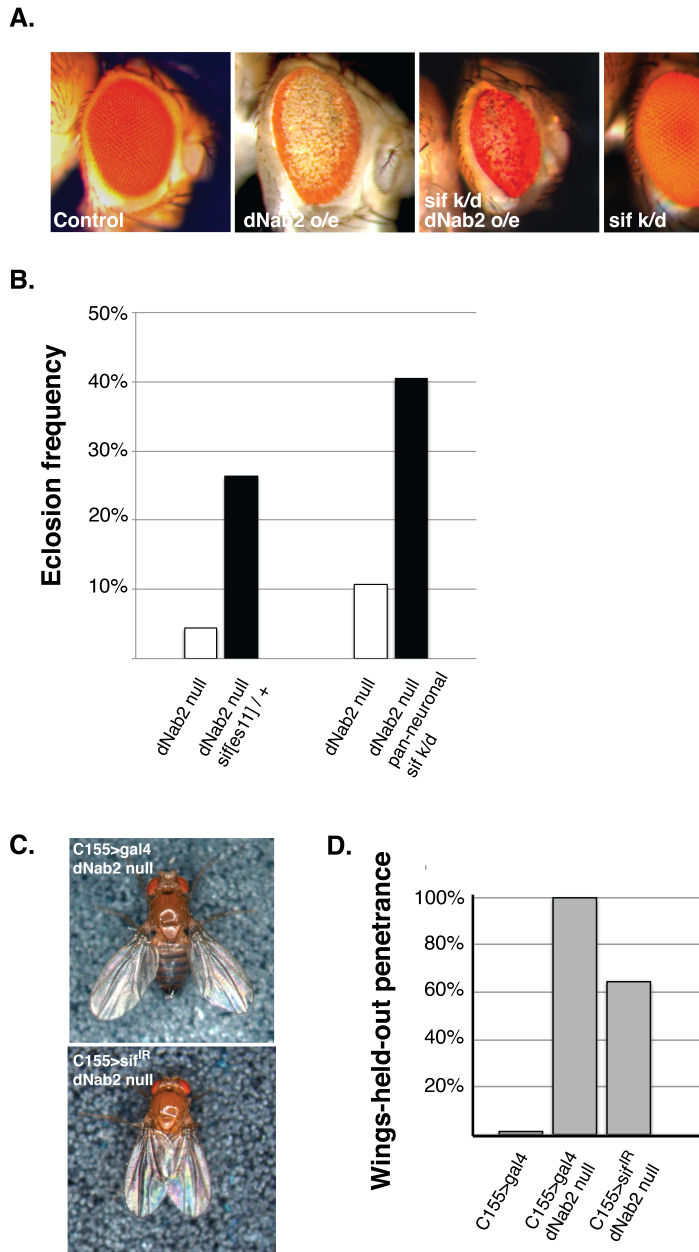 A.
Control
dNab2 o/e
sif k/d
dNab2 o/e
sif k/d
B.
Eclosion frequency
50%
40%
30%
20%
10%
dNab2 null
dNab2 null
sif[es11] / +
dNab2 null
dNab2 null
pan-neuronal
sif k/d
C.
C155>gal4
dNab2 null
C155>sifIR
dNab2 null
D.
Wings-held-out penetrance
100%
80%
60%
40%
20%
C155>gal4
C155>gal4
dNab2 null
C155>sifIR
dNab2 null